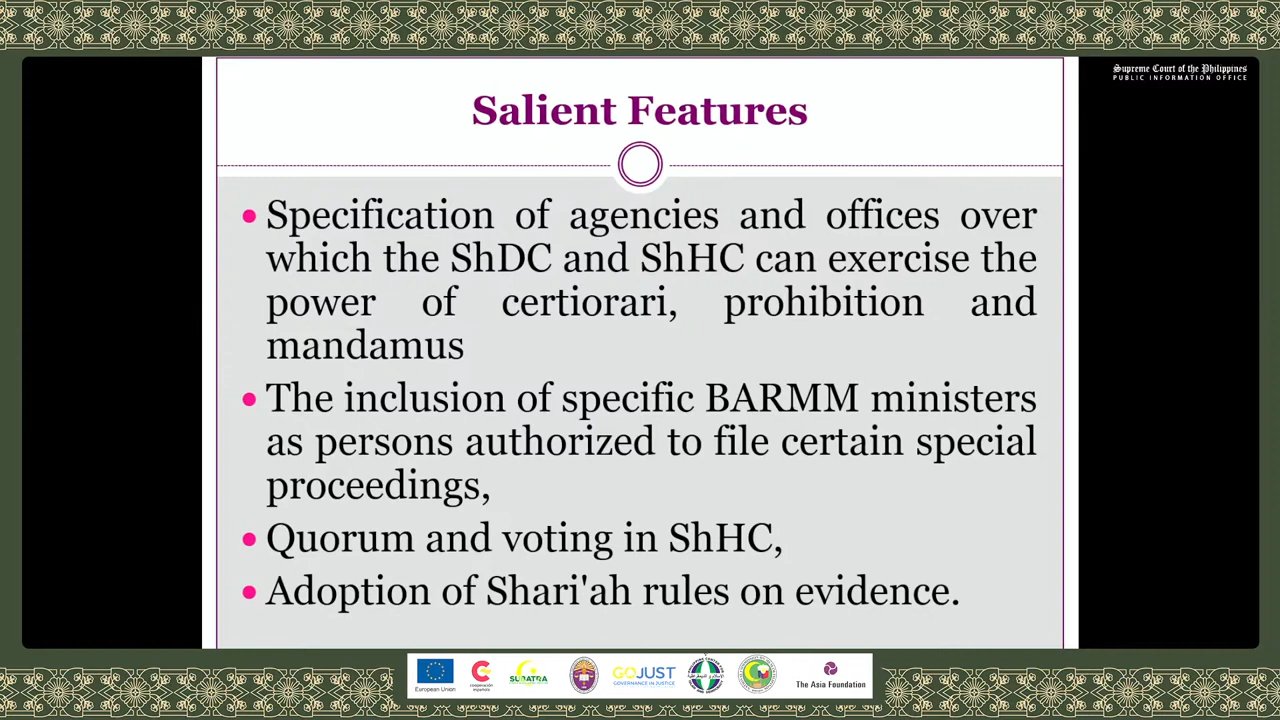 Supreme Court of the Philippines
PUBLIC INFORMATION OFFICE
Salient Features
• Specification of agencies and offices over
which the ShDC and ShHC can exercise the
power of certiorari, prohibition and
mandamus
• The inclusion of specific BARMM ministers
as persons authorized to file certain special
proceedings,
• Quorum and voting in ShHC,
• Adoption of Shari'ah rules on evidence.
European Union
cooperación
española
SUBATRA
GOJUST
GOVERNANCE IN JUSTICE
The Asia Foundation